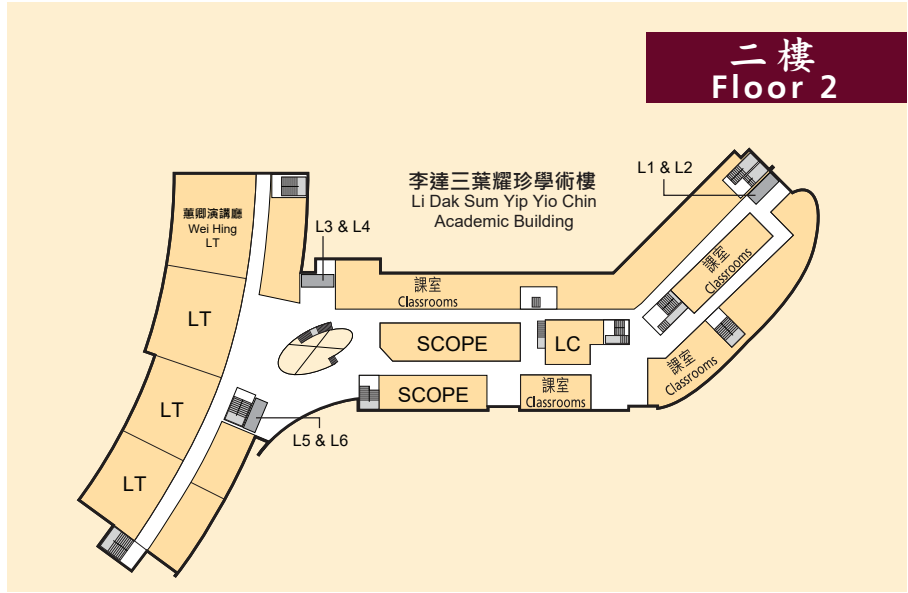 二樓
Floor 2
李達三葉耀珍學術樓
Li Dak Sum Yip Yio Chin
Academic Building
L1 & L2
蕙卿演講廳
Wei Hing
LT
L3 & L4
課室
Classrooms
課室
Classrooms
LT
SCOPE
LC
課室
Classrooms
SCOPE
課室
Classrooms
LT
L5 & L6
LT